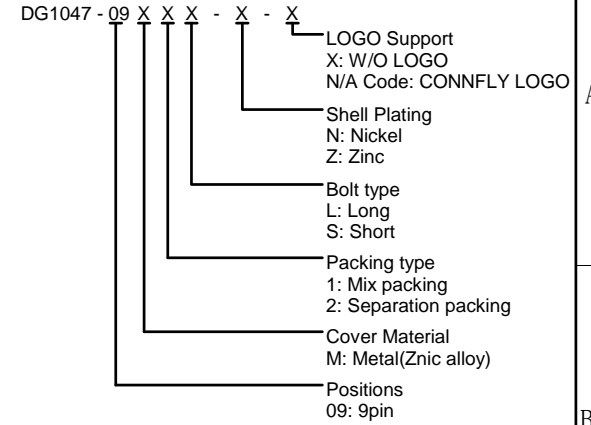 DG1047 - 09 X X X - X - X
LOGO Support
X: W/O LOGO
N/A Code: CONNFLY LOGO
Shell Plating
N: Nickel
Z: Zinc
Bolt type
L: Long
S: Short
Packing type
1: Mix packing
2: Separation packing
Cover Material
M: Metal(Znic alloy)
Positions
09: 9pin